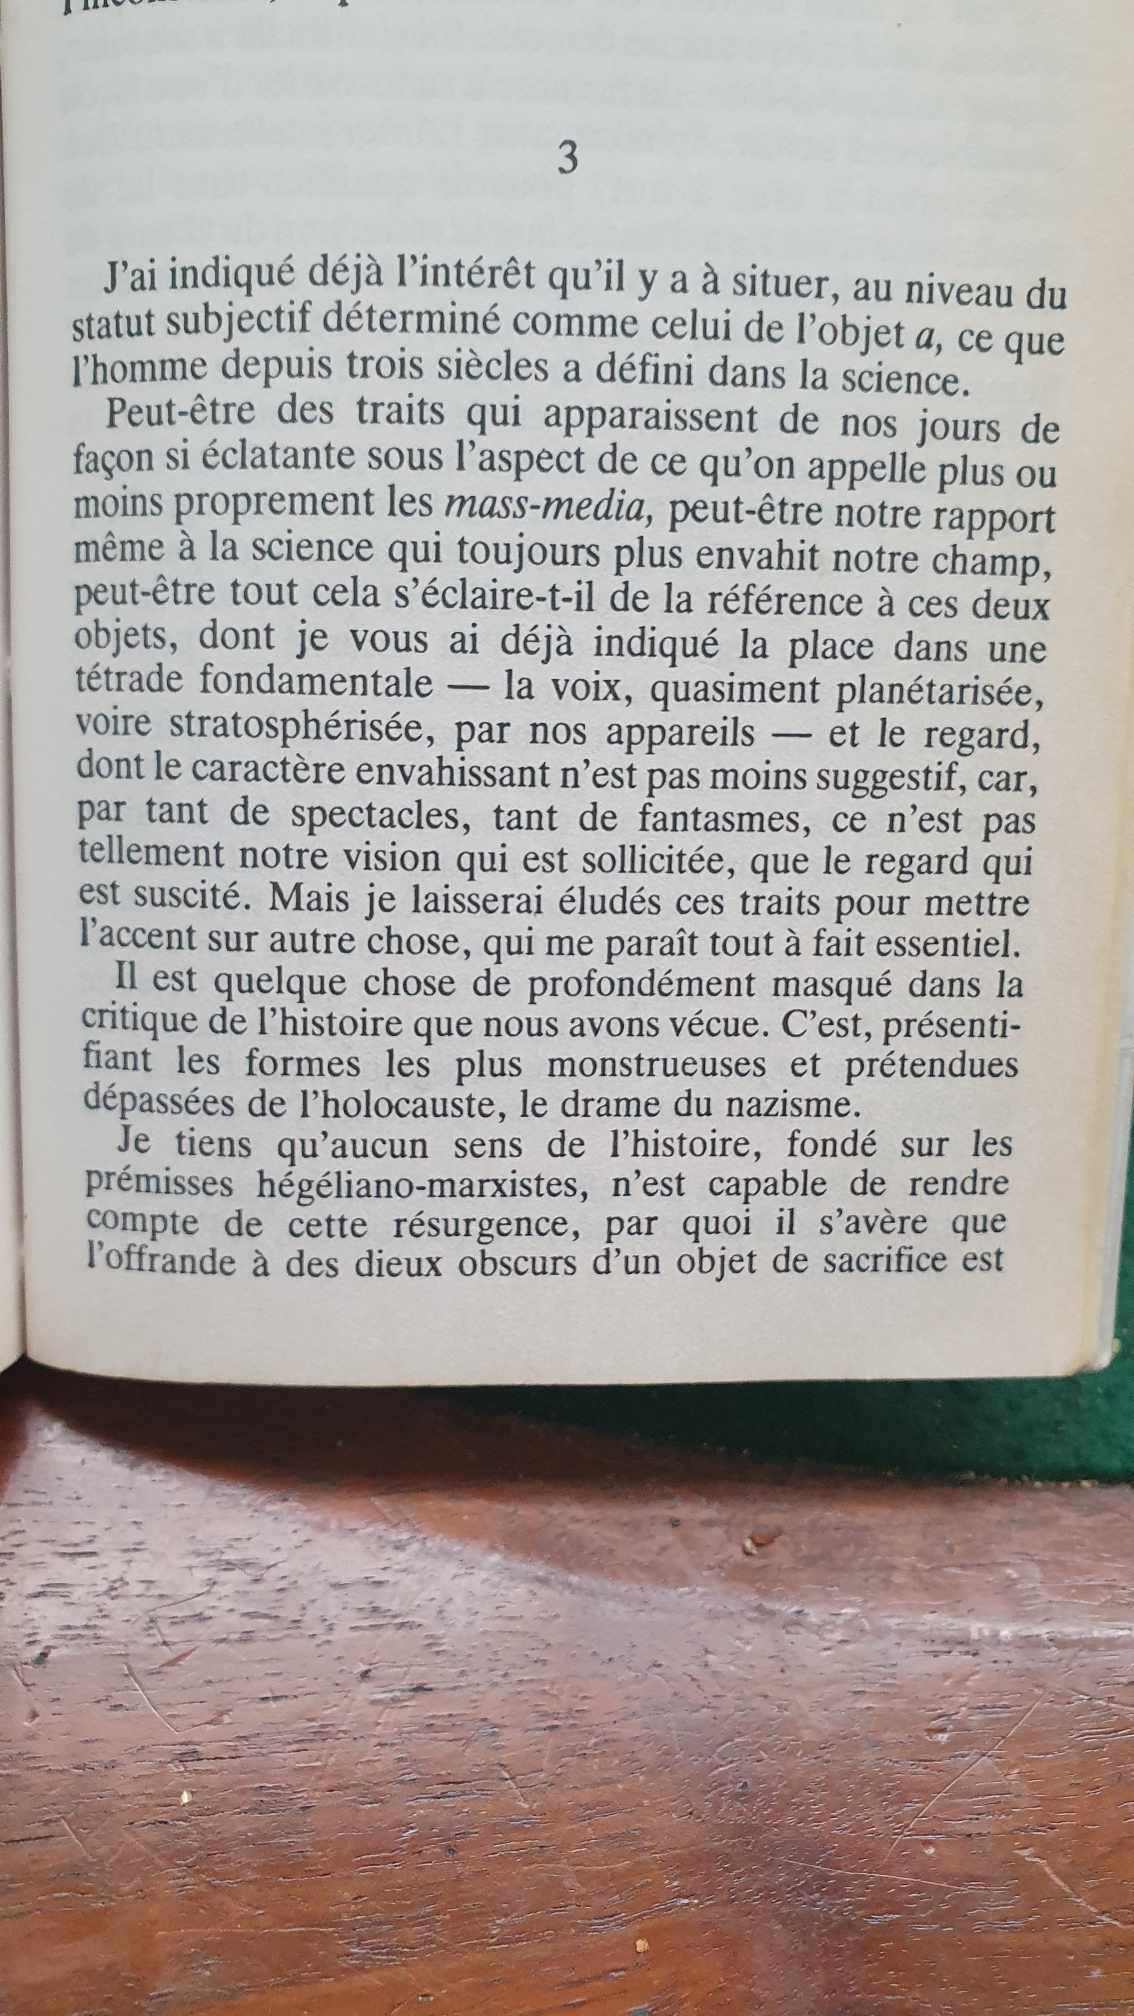 3
J'ai indiqué déjà l'intérêt qu'il y a à situer, au niveau du
statut subjectif déterminé comme celui de l'objet a, ce que
l'homme depuis trois siècles a défini dans la science.
Peut-être des traits qui apparaissent de nos jours de
façon si éclatante sous l'aspect de ce qu'on appelle plus ou
moins proprement les mass-media, peut-être notre rapport
même à la science qui toujours plus envahit notre champ,
peut-être tout cela s'éclaire-t-il de la référence à ces deux
objets, dont je vous ai déjà indiqué la place dans une
tétrade fondamentale — la voix, quasiment planétarisée,
voire stratosphérisée, par nos appareils — et le regard,
dont le caractère envahissant n'est pas moins suggestif, car,
par tant de spectacles, tant de fantasmes, ce n'est pas
tellement notre vision qui est sollicitée, que le regard qui
est suscité. Mais je laisserai éludés ces traits pour mettre
l'accent sur autre chose, qui me paraît tout à fait essentiel.
Il est quelque chose de profondément masqué dans la
critique de l'histoire que nous avons vécue. C'est, présenti-
fiant les formes les plus monstrueuses et prétendues
dépassées de l'holocauste, le drame du nazisme.
Je tiens qu'aucun sens de l'histoire, fondé sur les
prémisses hégéliano-marxistes, n'est capable de rendre
compte de cette résurgence, par quoi il s'avère que
l'offrande à des dieux obscurs d'un objet de sacrifice est